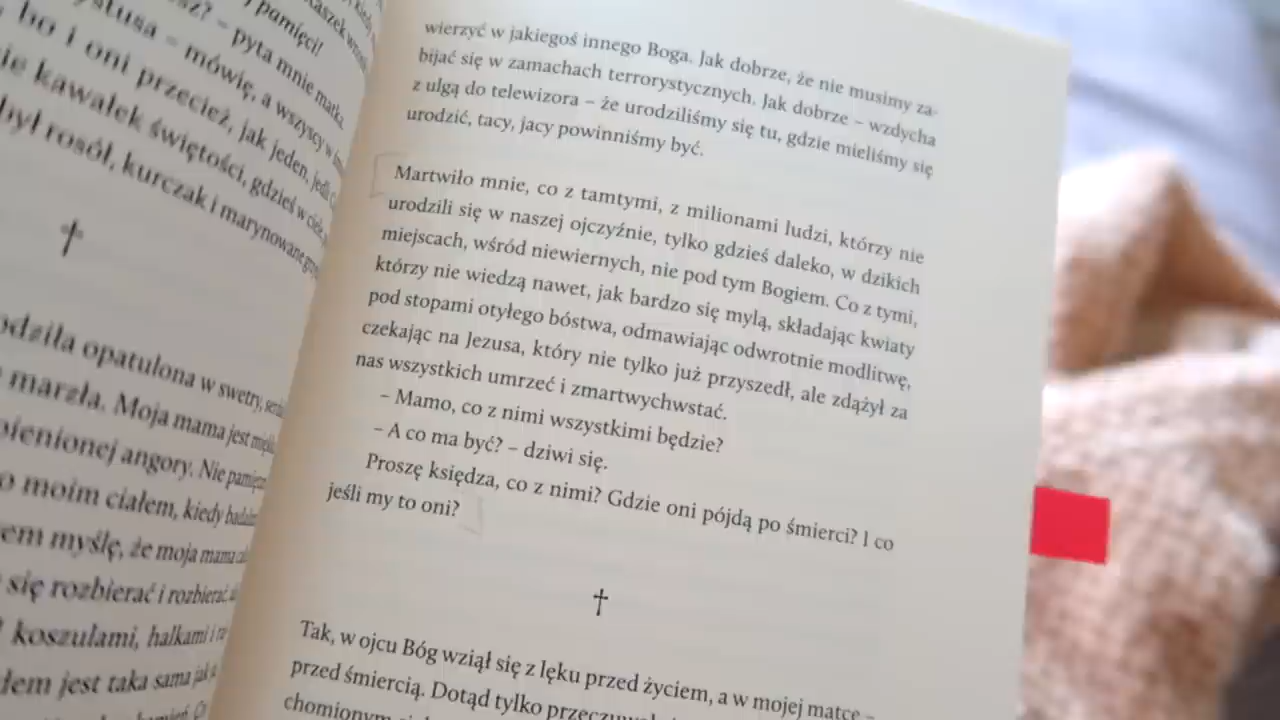 pamięci!
– pyta mnie matka.
– mówię, a wszyscy w
bo i oni przecież, jak jeden, jedli
kawałek świętości, gdzieś w
był rosół, kurczak i marynowane
†
opatulona w swetry,
marzła. Moja mama jest
angory. Nie
moim ciałem, kiedy
myślę, że moja mama
się rozbierać i rozbierać,
koszulami, halkami i
jest taka sama jak
wierzyć w jakiegoś innego Boga. Jak dobrze, że nie musimy za-
bijać się w zamachach terrorystycznych. Jak dobrze – wzdycha
z ulgą do telewizora – że urodziliśmy się tu, gdzie mieliśmy się
urodzić, tacy, jacy powinniśmy być.
Martwiło mnie, co z tamtymi, z milionami ludzi, którzy nie
urodzili się w naszej ojczyźnie, tylko gdzieś daleko, w dzikich
miejscach, wśród niewiernych, nie pod tym Bogiem. Co z tymi,
którzy nie wiedzą nawet, jak bardzo się mylą, składając kwiaty
pod stopami otyłego bóstwa, odmawiając odwrotnie modlitwę,
czekając na Jezusa, który nie tylko już przyszedł, ale zdążył za
nas wszystkich umrzeć i zmartwychwstać.
– Mamo, co z nimi wszystkimi będzie?
– A co ma być? – dziwi się.
Proszę księdza, co z nimi? Gdzie oni pójdą po śmierci? I co
jeśli my to oni?
†
Tak, w ojcu Bóg wziął się z lęku przed życiem, a w mojej matce –
przed śmiercią. Dotąd tylko